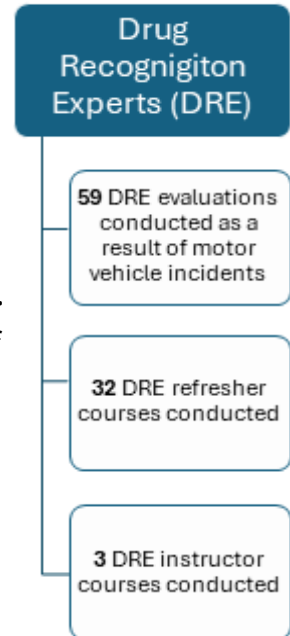 Drug
Recognigiton
Experts (DRE)
59 DRE evaluations
conducted as a
result of motor
vehicle incidents
32 DRE refresher
courses conducted
3 DRE instructor
courses conducted